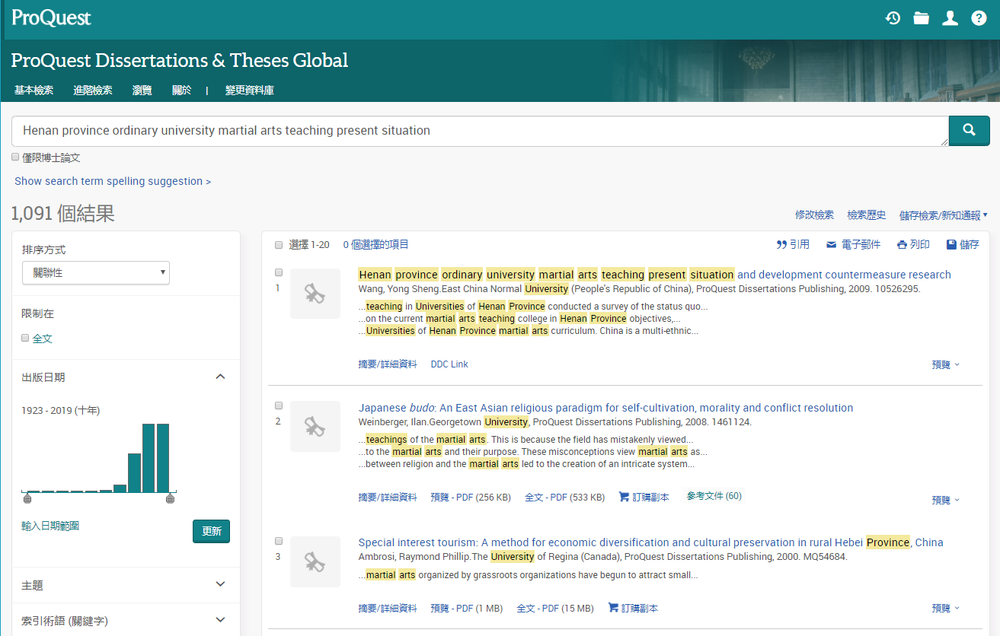 ProQuest
ProQuest Dissertations & Theses Global
基本檢索 進階檢索 瀏覽 關於 | 變更資料庫
Henan province ordinary university martial arts teaching present situation
僅限博士論文
Show search term spelling suggestion >
1,091 個結果
修改檢索 檢索歷史 儲存檢索/新知通報
排序方式
關聯性
限制在
全文
出版日期
1923 - 2019 (十年)
輸入日期範圍
更新
主題
索引術語 (關鍵字)
選擇 1-20 0 個選擇的項目
引用 電子郵件 列印 儲存
1
Henan province ordinary university martial arts teaching present situation and development countermeasure research
Wang, Yong Sheng.East China Normal University (People's Republic of China), ProQuest Dissertations Publishing, 2009. 10526295.
...teaching in Universities of Henan Province conducted a survey of the status quo...
...on the current martial arts teaching college in Henan Province objectives,...
...Universities of Henan Province martial arts curriculum. China is a multi-ethnic...
摘要/詳細資料 DDC Link 預覽
2
Japanese budo: An East Asian religious paradigm for self-cultivation, morality and conflict resolution
Weinberger, Ilan.Georgetown University, ProQuest Dissertations Publishing, 2008. 1461124.
...teachings of the martial arts. This is because the field has mistakenly viewed...
...to the martial arts and their purpose. These misconceptions view martial arts as...
...between religion and the martial arts led to the creation of an intricate system...
摘要/詳細資料 預覽 - PDF (256 KB) 全文 - PDF (533 KB) 訂購副本 參考文件 (60) 預覽
3
Special interest tourism: A method for economic diversification and cultural preservation in rural Hebei Province, China
Ambrosi, Raymond Phillip.The University of Regina (Canada), ProQuest Dissertations Publishing, 2000. MQ54684.
...martial arts organized by grassroots organizations have begun to attract small...
摘要/詳細資料 預覽 - PDF (1 MB) 全文 - PDF (15 MB) 訂購副本 預覽